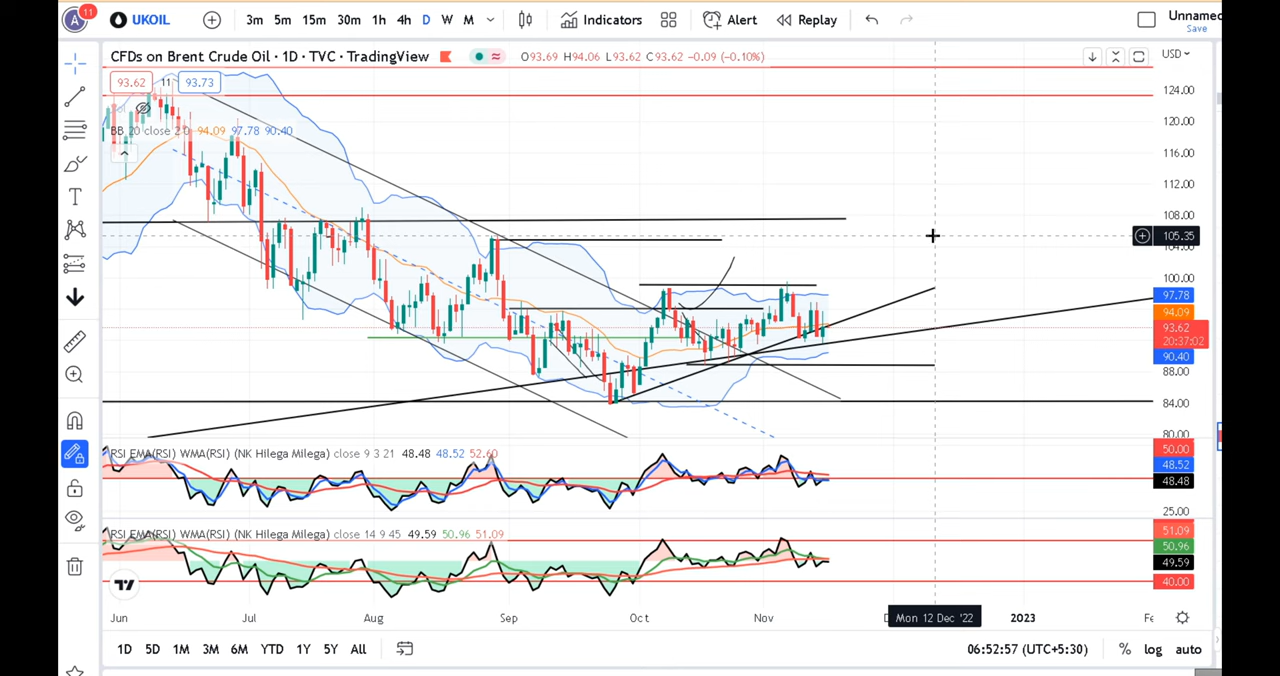 A 11 UKOIL 3m 5m 15m 30m 1h 4h D W M Indicators Alert Replay Unnamed
Save
CFDs on Brent Crude Oil · 1D · TVC · TradingView O93.69 H94.06 L93.62 C93.62 −0.09 (−0.10%) USD
93.62 11 93.73
BB 20 close 2 0 94.09 97.78 90.40
124.00
120.00
116.00
112.00
108.00
105.35
104.00
100.00
97.78
94.09
93.62
20:37:02
90.40
88.00
84.00
80.00
RSI EMA(RSI) WMA(RSI) (NK Hilega Milega) close 9 3 21 48.48 48.52 52.60
50.00
48.52
48.48
25.00
RSI EMA(RSI) WMA(RSI) (NK Hilega Milega) close 14 9 45 49.59 50.96 51.09
51.09
50.96
49.59
40.00
Jun Jul Aug Sep Oct Nov Mon 12 Dec '22 2023 Fe
1D 5D 1M 3M 6M YTD 1Y 5Y All 06:52:57 (UTC+5:30) % log auto